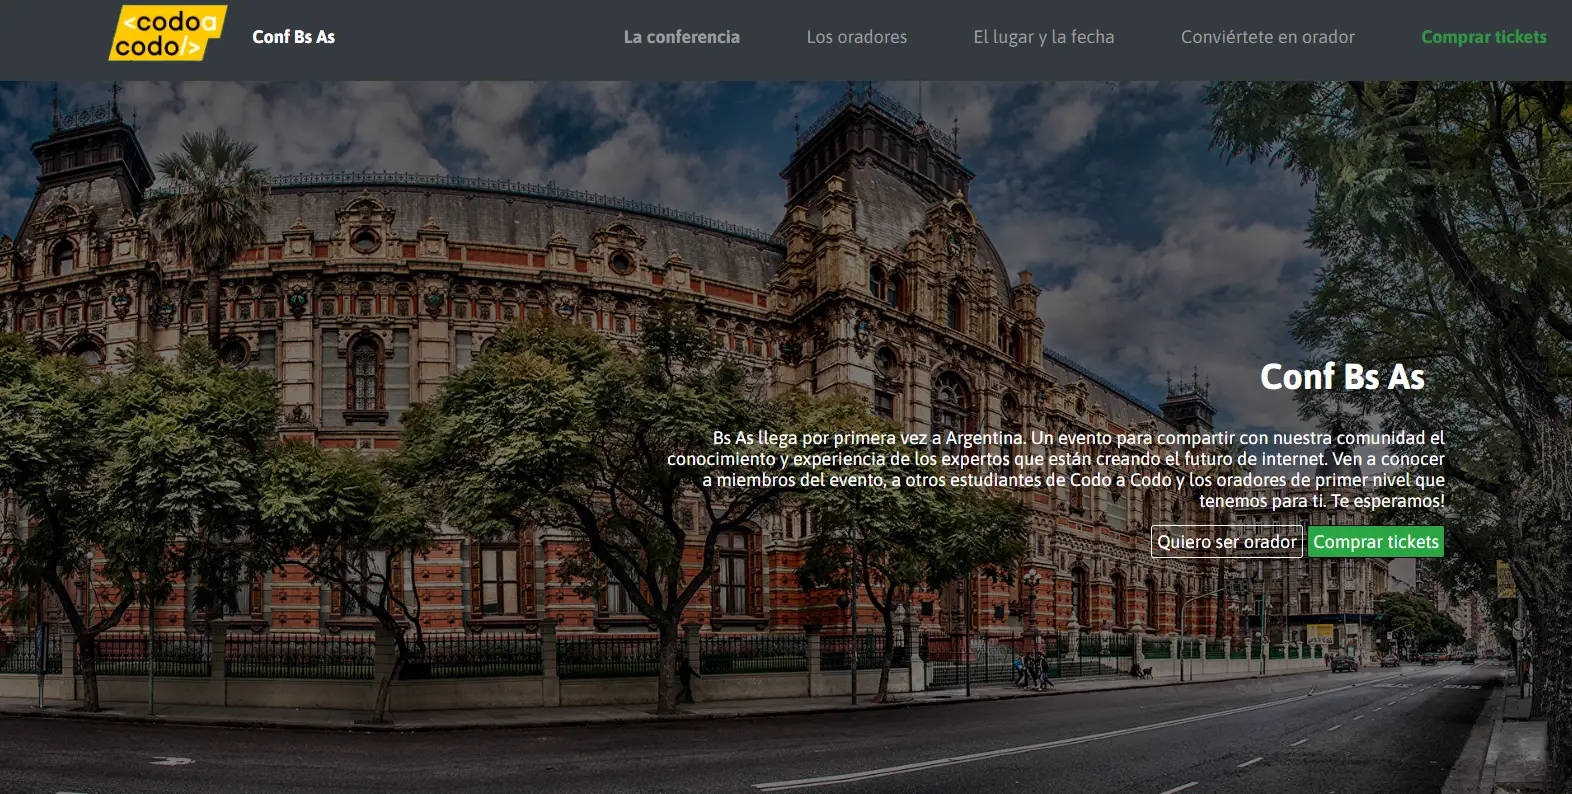 <codo a
codo/>
Conf Bs As
La conferencia
Los oradores
El lugar y la fecha
Conviértete en orador
Comprar tickets
Conf Bs As
Bs As llega por primera vez a Argentina. Un evento para compartir con nuestra comunidad el
conocimiento y experiencia de los expertos que están creando el futuro de internet. Ven a conocer
a miembros del evento, a otros estudiantes de Codo a Codo y los oradores de primer nivel que
tenemos para ti. Te esperamos!
Quiero ser orador
Comprar tickets